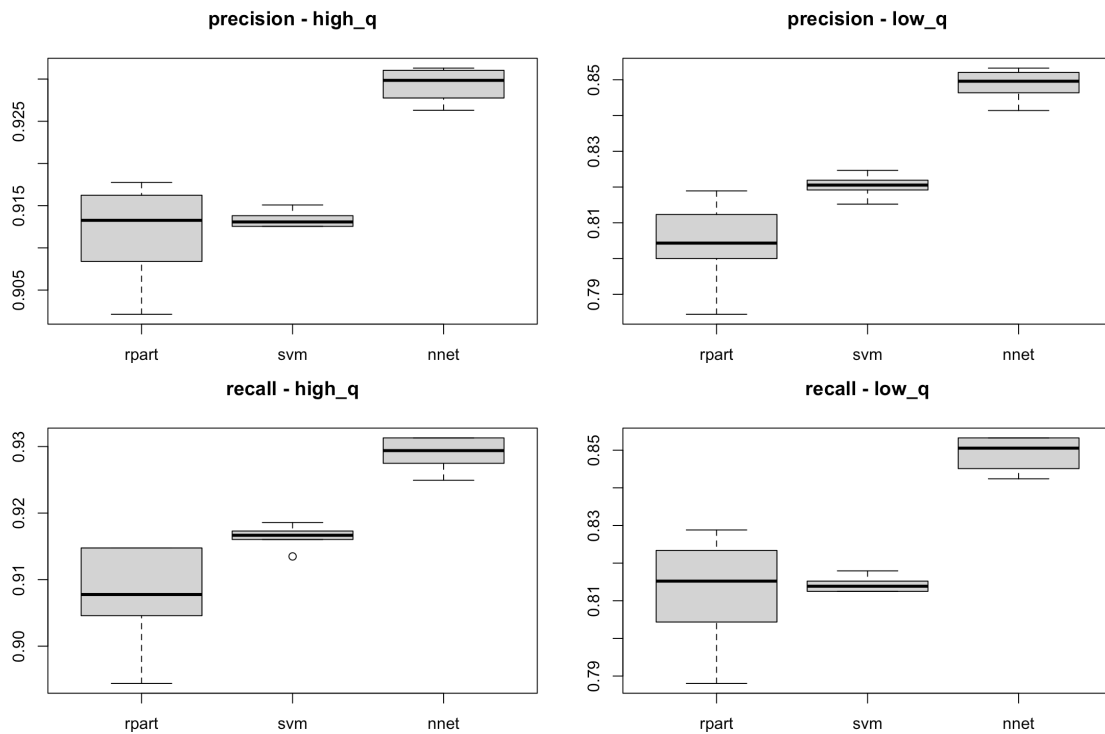 precision - high_q
0.925
0.915
0.905
rpart svm nnet
precision - low_q
0.85
0.83
0.81
0.79
rpart svm nnet
recall - high_q
0.93
0.92
0.91
0.90
rpart svm nnet
recall - low_q
0.85
0.83
0.81
0.79
rpart svm nnet